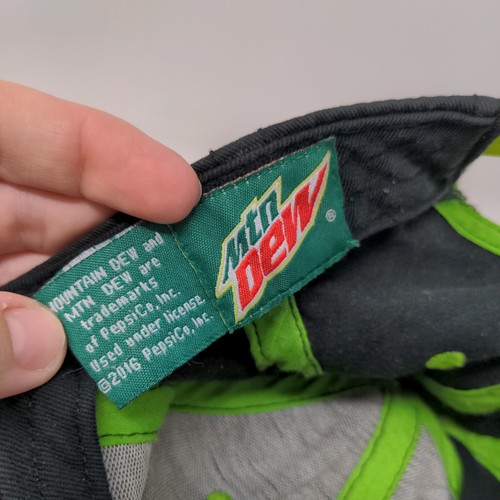 MOUNTAIN DEW and
MTN DEW are
trademarks
of PepsiCo, Inc.
Used under license.
©2016 PepsiCo, Inc.
Mtn
DEW®